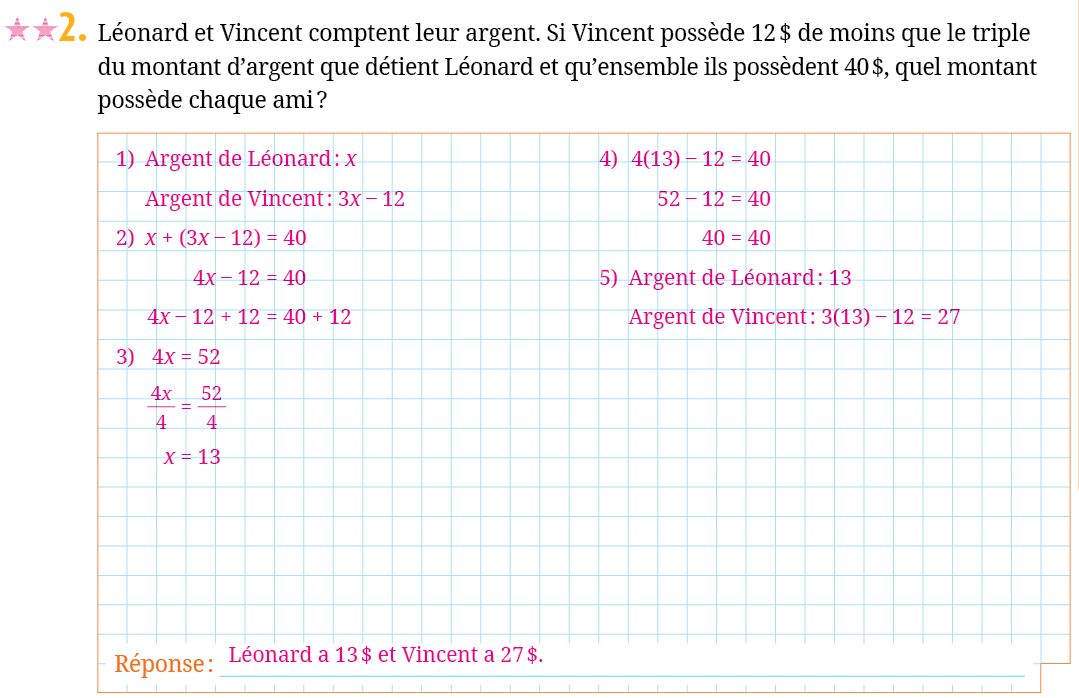 ★★2. Léonard et Vincent comptent leur argent. Si Vincent possède 12 $ de moins que le triple
du montant d’argent que détient Léonard et qu’ensemble ils possèdent 40 $, quel montant
possède chaque ami ?
1) Argent de Léonard : x
Argent de Vincent : 3x – 12
2) x + (3x – 12) = 40
4x – 12 = 40
4x – 12 + 12 = 40 + 12
3) 4x = 52
4x/4 = 52/4
x = 13
4) 4(13) – 12 = 40
52 – 12 = 40
40 = 40
5) Argent de Léonard : 13
Argent de Vincent : 3(13) – 12 = 27
Réponse : Léonard a 13 $ et Vincent a 27 $.